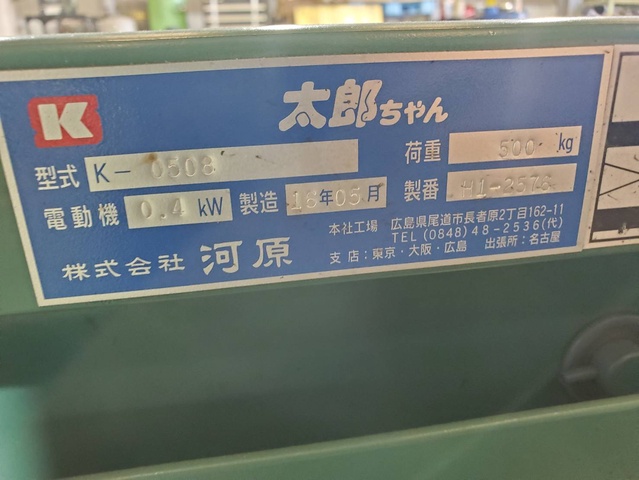 K 太郎ちゃん
型式 K- 0508 荷重 500 kg
電動機 0.4 kW 製造 18年05月 製番 H1-3578
本社工場 広島県尾道市長者原2丁目162-11
TEL(0848)48-2536(代)
株式会社 河原 支店:東京・大阪・広島 出張所:名古屋